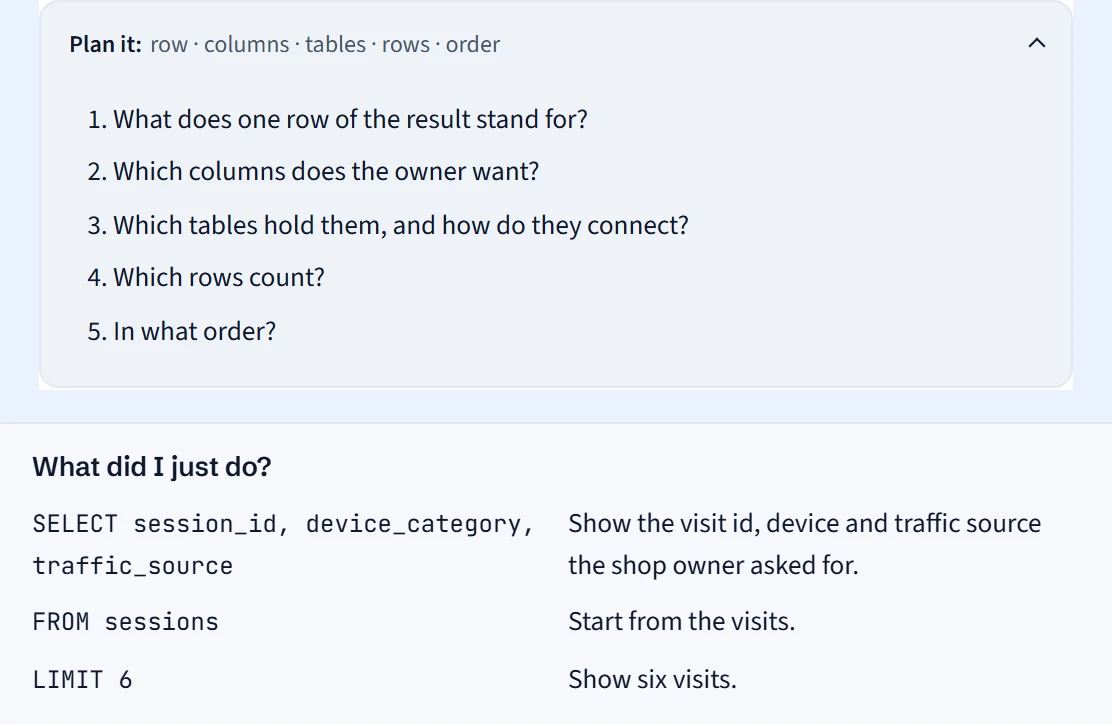 Plan it: row · columns · tables · rows · order
1. What does one row of the result stand for?
2. Which columns does the owner want?
3. Which tables hold them, and how do they connect?
4. Which rows count?
5. In what order?
What did I just do?
SELECT session_id, device_category,
traffic_source
Show the visit id, device and traffic source
the shop owner asked for.
FROM sessions
Start from the visits.
LIMIT 6
Show six visits.